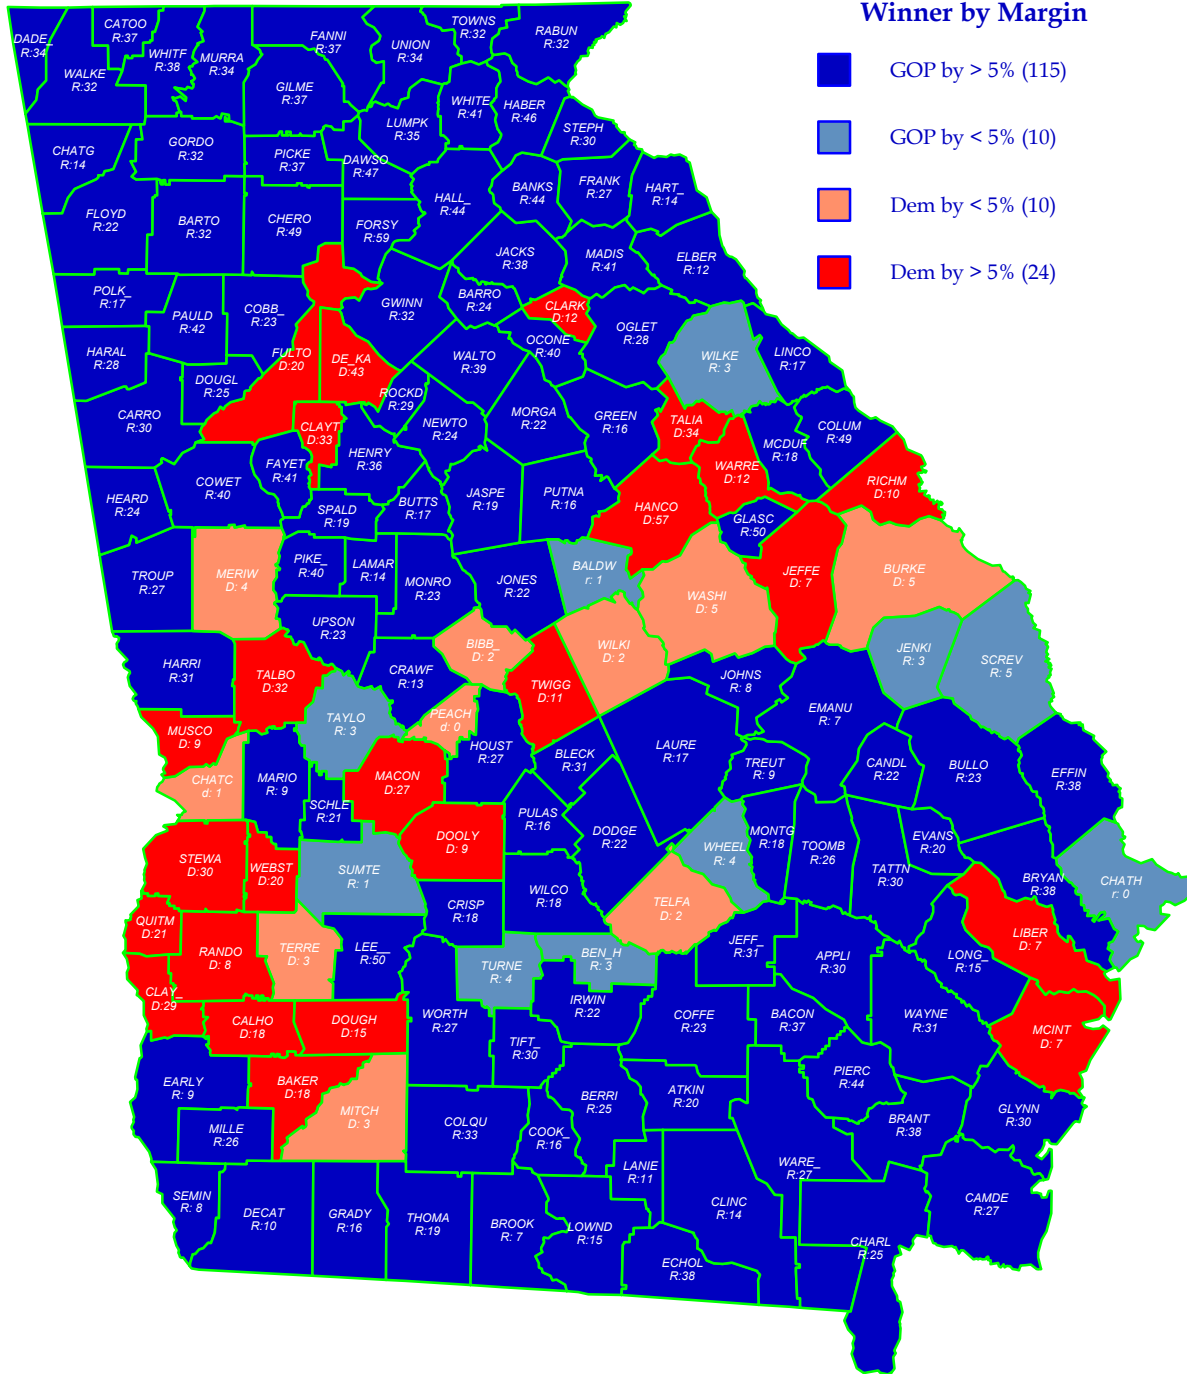 Winner by Margin
GOP by > 5% (115)
GOP by < 5% (10)
Dem by < 5% (10)
Dem by > 5% (24)
DADE_
R:34
CATOO
R:37
WALKE
R:32
WHITF
R:38
MURRA
R:34
FANNI
R:37
GILME
R:37
UNION
R:34
TOWNS
R:32
RABUN
R:32
WHITE
R:41
HABER
R:46
LUMPK
R:35
STEPH
R:30
CHATG
R:14
GORDO
R:32
PICKE
R:37
DAWSO
R:47
HALL_
R:44
BANKS
R:44
FRANK
R:27
HART_
R:14
FLOYD
R:22
BARTO
R:32
CHERO
R:49
FORSY
R:59
JACKS
R:38
MADIS
R:41
ELBER
R:12
POLK_
R:17
PAULD
R:42
COBB_
R:23
GWINN
R:32
BARRO
R:24
CLARK
D:12
OCONE
R:40
OGLET
R:28
WILKE
R: 3
LINCO
R:17
HARAL
R:28
DOUGL
R:25
FULTO
D:20
DE_KA
D:43
WALTO
R:39
ROCKD
R:29
CARRO
R:30
CLAYT
D:33
NEWTO
R:24
MORGA
R:22
GREEN
R:16
TALIA
D:34
MCDUF
R:18
COLUM
R:49
FAYET
R:41
HENRY
R:36
WARRE
D:12
RICHM
D:10
HEARD
R:24
COWET
R:40
SPALD
R:19
BUTTS
R:17
JASPE
R:19
PUTNA
R:16
HANCO
D:57
GLASC
R:50
TROUP
R:27
MERIW
D: 4
PIKE_
R:40
LAMAR
R:14
MONRO
R:23
JONES
R:22
BALDW
r: 1
WASHI
D: 5
JEFFE
D: 7
BURKE
D: 5
UPSON
R:23
BIBB_
D: 2
WILKI
D: 2
JENKI
R: 3
SCREV
R: 5
HARRI
R:31
TALBO
D:32
CRAWF
R:13
TWIGG
D:11
JOHNS
R: 8
EMANU
R: 7
MUSCO
D: 9
TAYLO
R: 3
PEACH
d: 0
HOUST
R:27
BLECK
R:31
LAURE
R:17
TREUT
R: 9
CANDL
R:22
BULLO
R:23
EFFIN
R:38
CHATC
d: 1
MARIO
R: 9
SCHLE
R:21
MACON
D:27
PULAS
R:16
DODGE
R:22
DOOLY
D: 9
WHEEL
R: 4
MONTG
R:18
TOOMB
R:26
TATTN
R:30
EVANS
R:20
BRYAN
R:38
CHATH
r: 0
STEWA
D:30
WEBST
D:20
SUMTE
R: 1
CRISP
R:18
WILCO
R:18
TELFA
D: 2
QUITM
D:21
RANDO
D: 8
TERRE
D: 3
LEE__
R:50
TURNE
R: 4
BEN_H
R: 3
JEFF_
R:31
APPLI
R:30
LONG_
R:15
LIBER
D: 7
CLAY_
D:29
CALHO
D:18
DOUGH
D:15
WORTH
R:27
IRWIN
R:22
COFFE
R:23
BACON
R:37
WAYNE
R:31
MCINT
D: 7
TIFT_
R:30
EARLY
R: 9
BAKER
D:18
MITCH
D: 3
BERRI
R:25
ATKIN
R:20
PIERC
R:44
BRANT
R:38
GLYNN
R:30
MILLE
R:26
COLQU
R:33
COOK_
R:16
LANIE
R:11
WARE_
R:27
CLINC
R:14
CAMDE
R:27
SEMIN
R: 8
DECAT
R:10
GRADY
R:16
THOMA
R:19
BROOK
R: 7
LOWND
R:15
ECHOL
R:38
CHARL
R:25